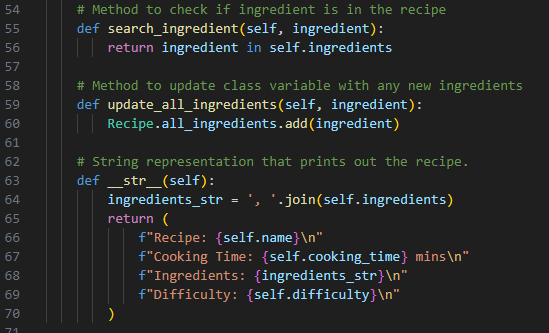 54 # Method to check if ingredient is in the recipe
55 def search_ingredient(self, ingredient):
56 return ingredient in self.ingredients
57
58 # Method to update class variable with any new ingredients
59 def update_all_ingredients(self, ingredient):
60 Recipe.all_ingredients.add(ingredient)
61
62 # String representation that prints out the recipe.
63 def __str__(self):
64 ingredients_str = ', '.join(self.ingredients)
65 return (
66 f"Recipe: {self.name}\n"
67 f"Cooking Time: {self.cooking_time} mins\n"
68 f"Ingredients: {ingredients_str}\n"
69 f"Difficulty: {self.difficulty}\n"
70 )
71